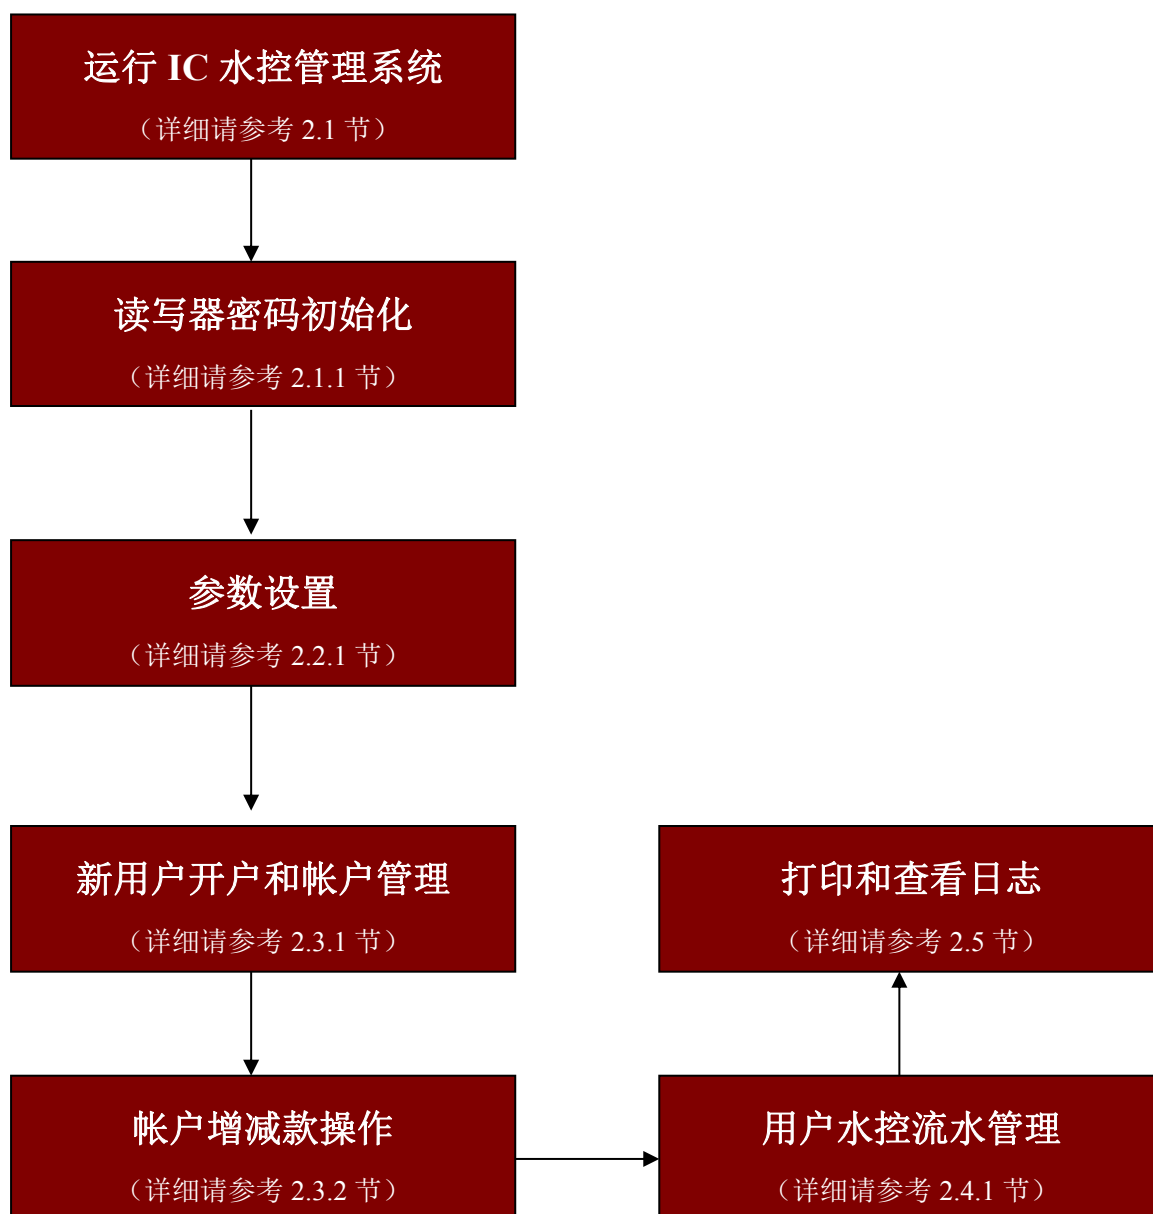 运行 IC 水控管理系统
（详细请参考 2.1 节）
读写器密码初始化
（详细请参考 2.1.1 节）
参数设置
（详细请参考 2.2.1 节）
新用户开户和帐户管理
（详细请参考 2.3.1 节）
帐户增减款操作
（详细请参考 2.3.2 节）
用户水控流水管理
（详细请参考 2.4.1 节）
打印和查看日志
（详细请参考 2.5 节）